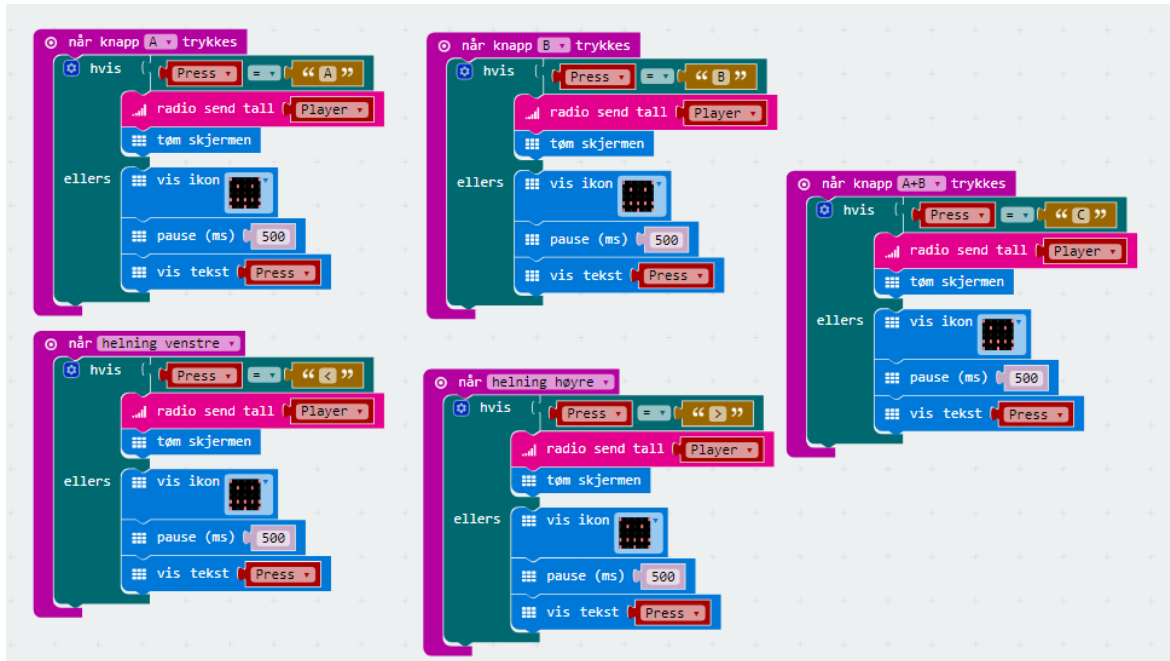 når knapp A trykkes
hvis Press = “ A ”
radio send tall Player
tøm skjermen
ellers vis ikon
pause (ms) 500
vis tekst Press
når knapp B trykkes
hvis Press = “ B ”
radio send tall Player
tøm skjermen
ellers vis ikon
pause (ms) 500
vis tekst Press
når knapp A+B trykkes
hvis Press = “ C ”
radio send tall Player
tøm skjermen
ellers vis ikon
pause (ms) 500
vis tekst Press
når helning venstre
hvis Press = “ < ”
radio send tall Player
tøm skjermen
ellers vis ikon
pause (ms) 500
vis tekst Press
når helning høyre
hvis Press = “ > ”
radio send tall Player
tøm skjermen
ellers vis ikon
pause (ms) 500
vis tekst Press